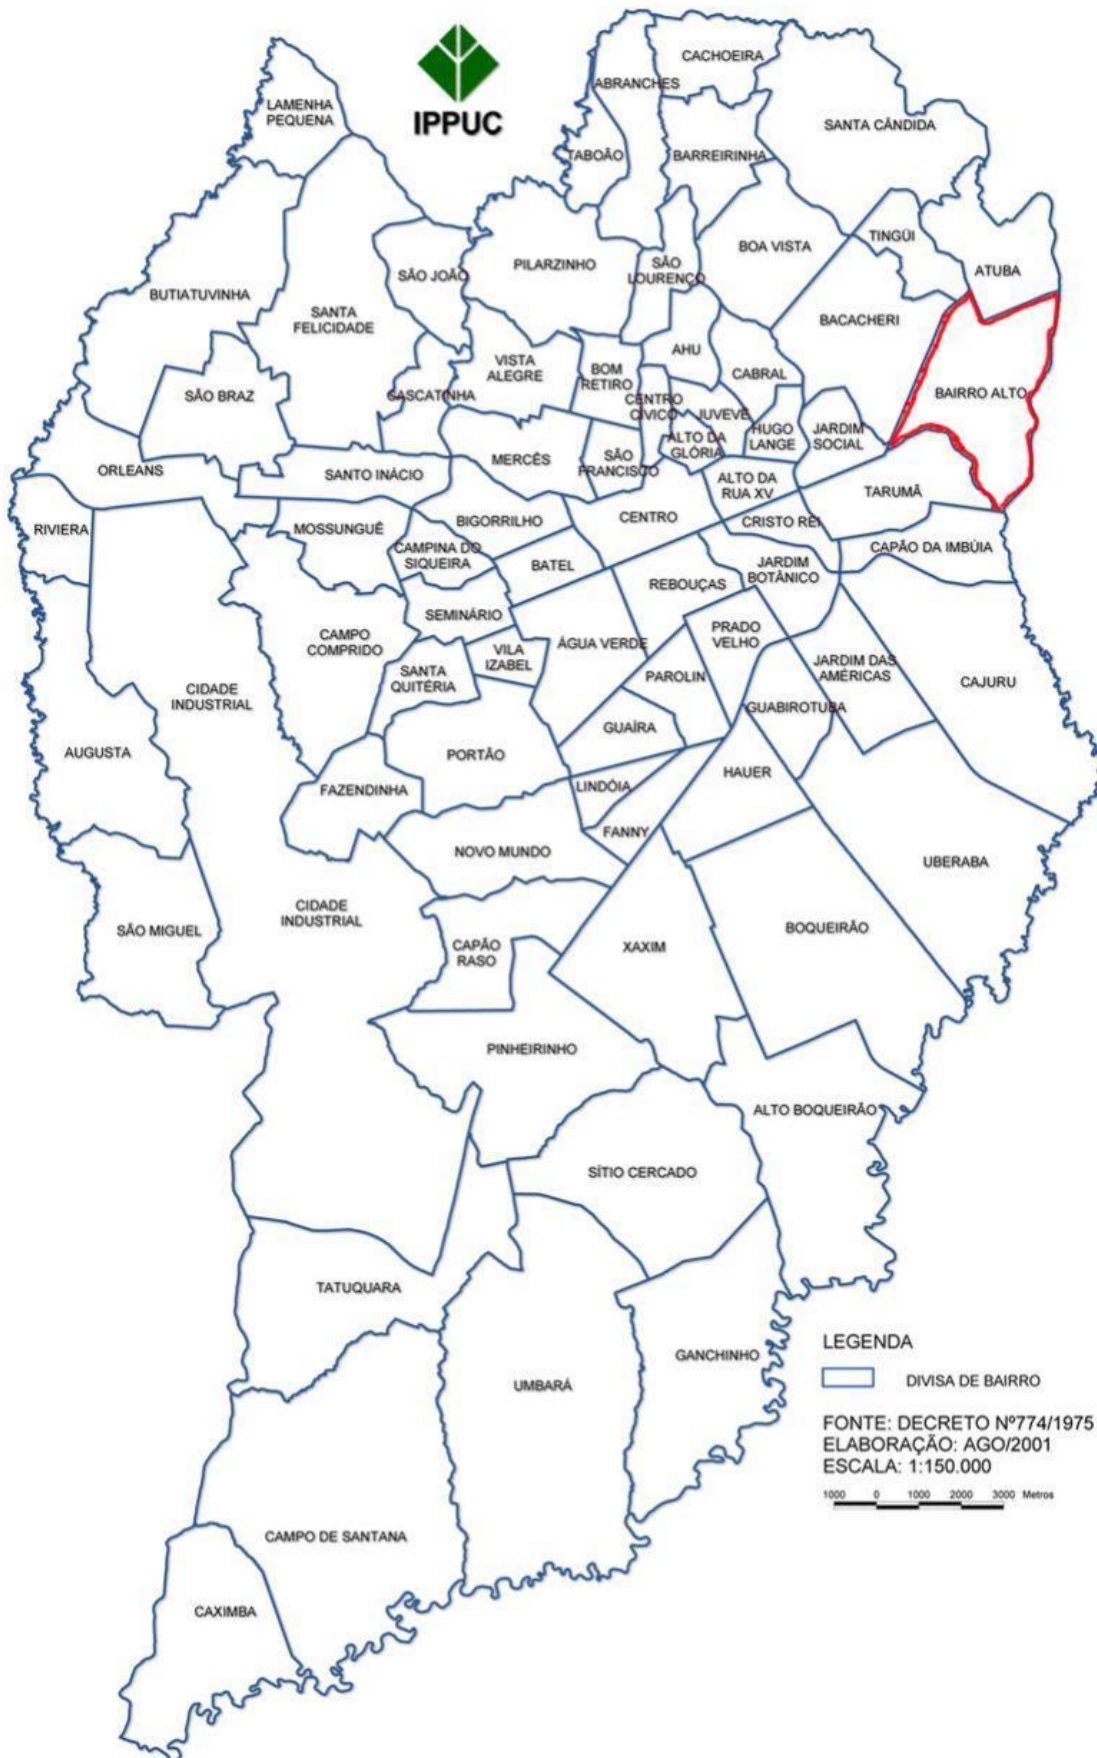 IPPUC
CACHOEIRA
ABRANCHES
LAMENHA
PEQUENA
SANTA CÂNDIDA
TABOÃO
BARREIRINHA
TINGÜI
BOA VISTA
PILARZINHO
SÃO
LOURENÇO
SÃO JOÃO
ATUBA
BUTIATUVINHA
SANTA
FELICIDADE
BACACHERI
AHU
VISTA
ALEGRE
BOM
RETIRO
CABRAL
SÃO BRAZ
CASCATINHA
CENTRO
CÍVICO
JUVEVÊ
BAIRRO ALTO
HUGO
LANGE
JARDIM
SOCIAL
ALTO DA
GLÓRIA
MERCÊS
SÃO
FRANCISCO
ORLEANS
SANTO INÁCIO
ALTO DA
RUA XV
TARUMÃ
RIVIERA
MOSSUNGUÊ
BIGORRILHO
CENTRO
CRISTO REI
CAMPINA DO
SIQUEIRA
BATEL
CAPÃO DA IMBÚIA
REBOUÇAS
JARDIM
BOTÂNICO
SEMINÁRIO
CAMPO
COMPRIDO
ÁGUA VERDE
VILA
IZABEL
PRADO
VELHO
SANTA
QUITÉRIA
PAROLIN
JARDIM DAS
AMÉRICAS
CAJURU
CIDADE
INDUSTRIAL
GUABIROTUBA
GUAÍRA
AUGUSTA
PORTÃO
HAUER
FAZENDINHA
LINDÓIA
FANNY
NOVO MUNDO
UBERABA
CIDADE
INDUSTRIAL
SÃO MIGUEL
BOQUEIRÃO
CAPÃO
RASO
XAXIM
PINHEIRINHO
ALTO BOQUEIRÃO
SÍTIO CERCADO
TATUQUARA
GANCHINHO
UMBARÁ
LEGENDA
DIVISA DE BAIRRO
FONTE: DECRETO Nº774/1975
ELABORAÇÃO: AGO/2001
ESCALA: 1:150.000
1000 0 1000 2000 3000 Metros
CAMPO DE SANTANA
CAXIMBA